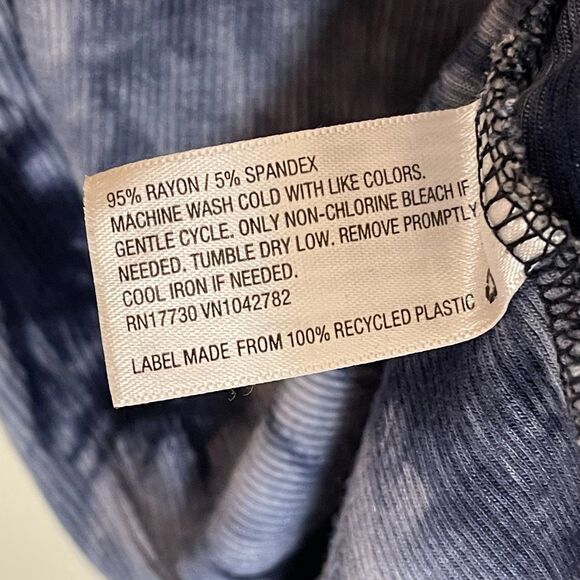 95% RAYON / 5% SPANDEX
MACHINE WASH COLD WITH LIKE COLORS.
GENTLE CYCLE. ONLY NON-CHLORINE BLEACH IF
NEEDED. TUMBLE DRY LOW. REMOVE PROMPTLY
COOL IRON IF NEEDED.
RN17730 VN1042782
LABEL MADE FROM 100% RECYCLED PLASTIC